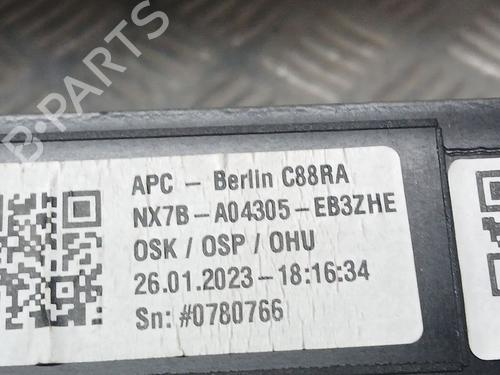 B-PARTS
APC - Berlin C88RA
NX7B-A04305-EB3ZHE
OSK / OSP / OHU
26.01.2023-18:16:34
Sn: #0780766